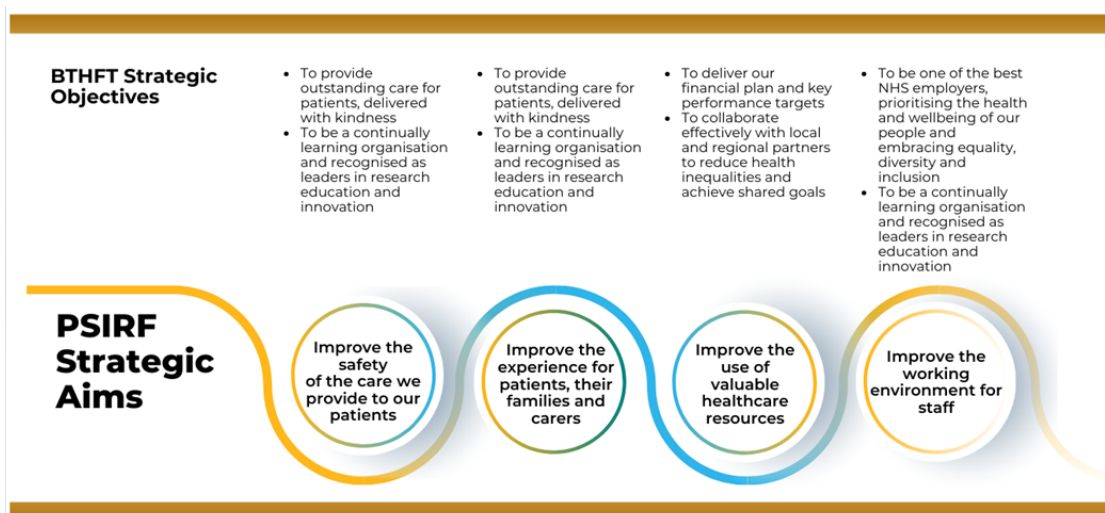 BTHFT Strategic
Objectives
• To provide
outstanding care for
patients, delivered
with kindness
• To be a continually
learning organisation
and recognised as
leaders in research
education and
innovation
• To provide
outstanding care for
patients, delivered
with kindness
• To be a continually
learning organisation
and recognised as
leaders in research
education and
innovation
• To deliver our
financial plan and key
performance targets
• To collaborate
effectively with local
and regional partners
to reduce health
inequalities and
achieve shared goals
• To be one of the best
NHS employers,
prioritising the health
and wellbeing of our
people and
embracing equality,
diversity and
inclusion
• To be a continually
learning organisation
and recognised as
leaders in research
education and
innovation
PSIRF
Strategic
Aims
Improve the
safety
of the care we
provide to our
patients
Improve the
experience for
patients, their
families and
carers
Improve the
use of
valuable
healthcare
resources
Improve the
working
environment for
staff